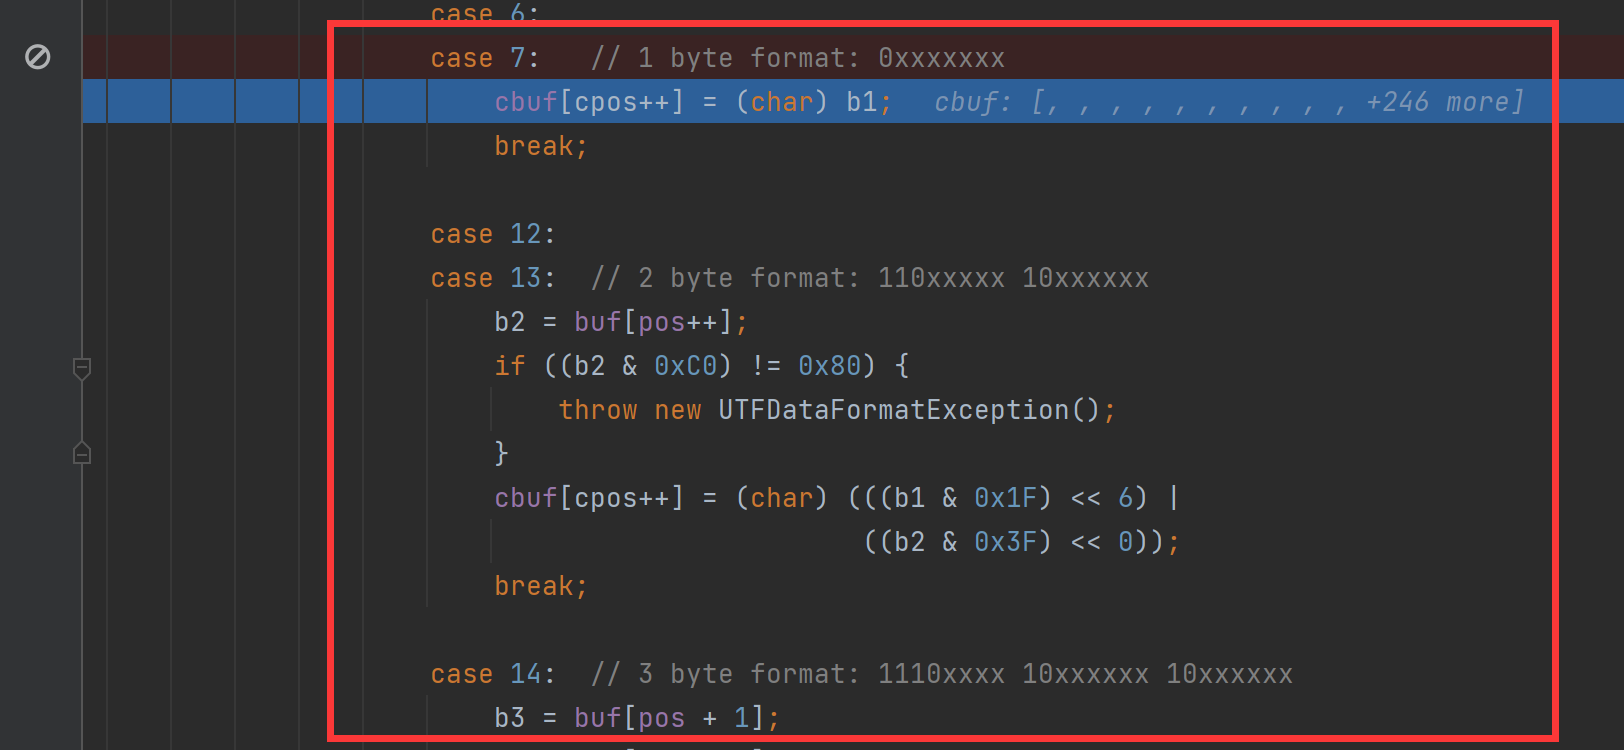 case 6:
case 7:   // 1 byte format: 0xxxxxxx
cbuf[cpos++] = (char) b1;   cbuf: [, , , , , , , , , , +246 more]
break;
case 12:
case 13:  // 2 byte format: 110xxxxx 10xxxxxx
b2 = buf[pos++];
if ((b2 & 0xC0) != 0x80) {
throw new UTFDataFormatException();
}
cbuf[cpos++] = (char) (((b1 & 0x1F) << 6) |
((b2 & 0x3F) << 0));
break;
case 14:  // 3 byte format: 1110xxxx 10xxxxxx 10xxxxxx
b3 = buf[pos + 1];